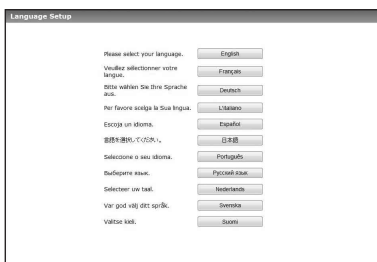 Language Setup
Please select your language. English
Veuillez sélectionner votre
langue. Français
Bitte wählen Sie Ihre Sprache
aus. Deutsch
Per favore scelga la Sua lingua. L'italiano
Escoja un idioma. Español
言語を選択してください。 日本語
Seleccione o seu idioma. Português
Выберите язык. Русский язык
Selecteer uw taal. Nederlands
Var god välj ditt språk. Svenska
Valitse kieli. Suomi